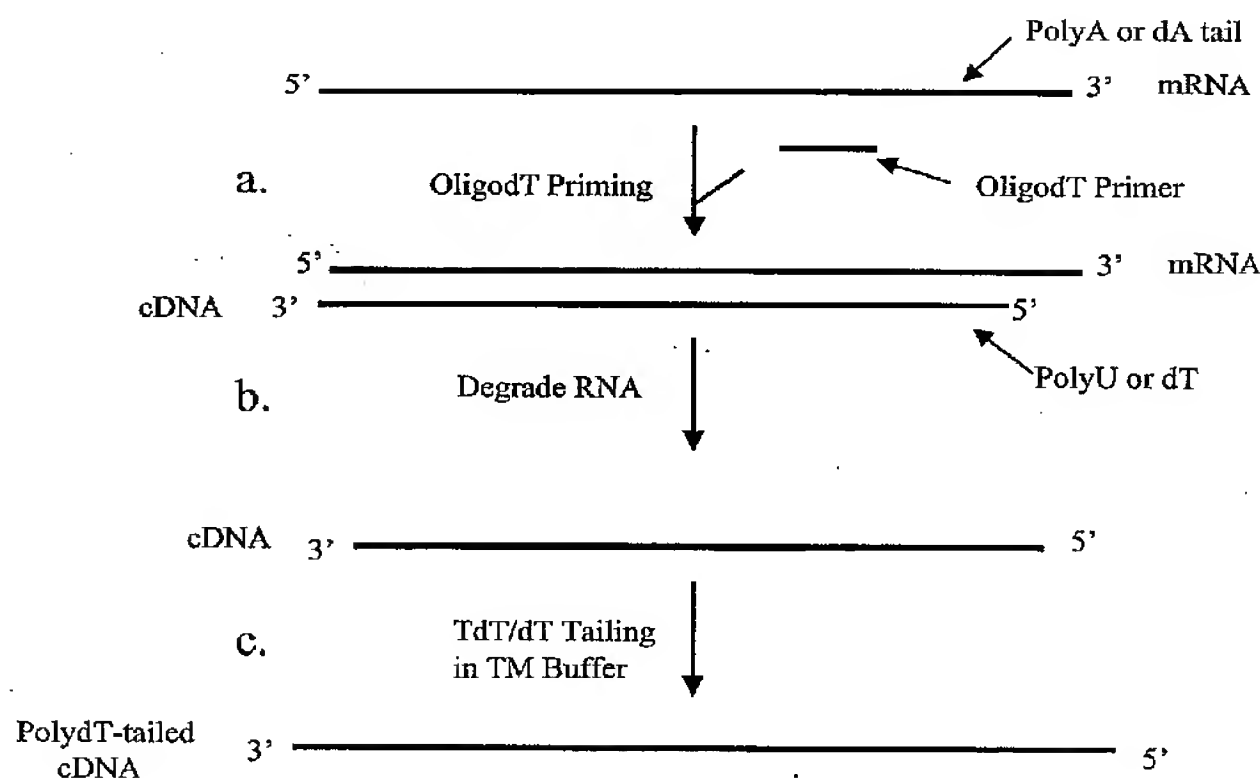 PolyA or dA tail
5’ 3’ mRNA
a. OligodT Priming OligodT Primer
5’ 3’ mRNA
cDNA 3’ 5’
PolyU or dT
b. Degrade RNA
cDNA 3’ 5’
c. TdT/dT Tailing
in TM Buffer
PolydT-tailed
cDNA
3’ 5’